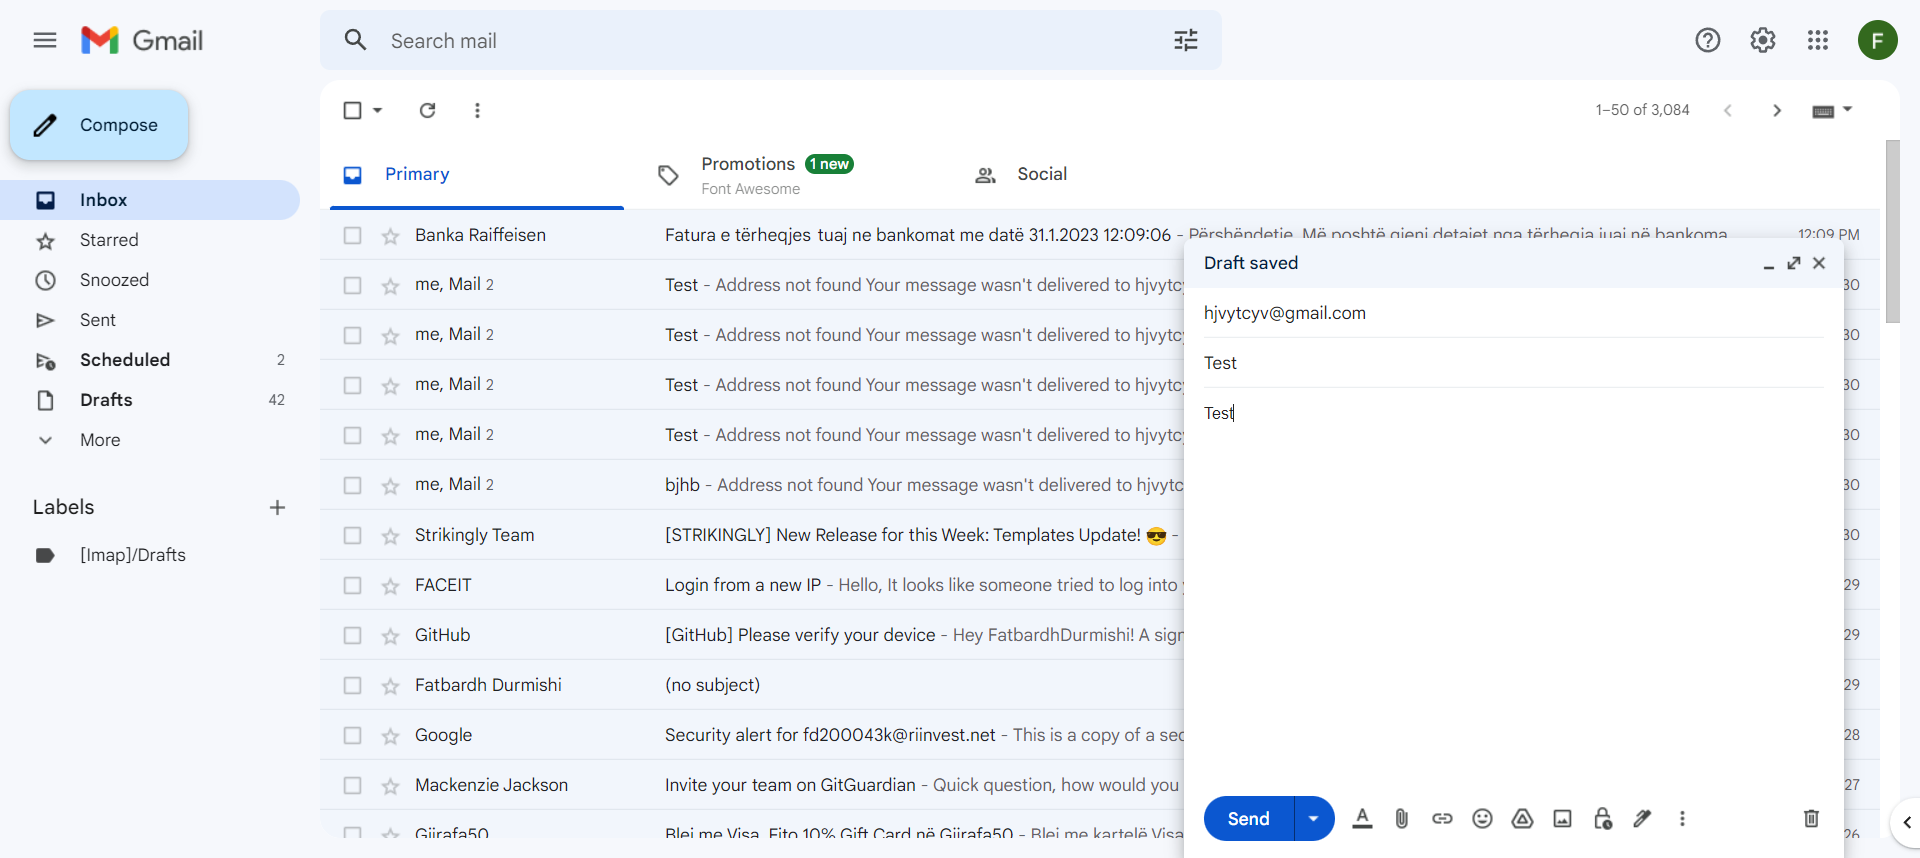 Gmail
Search mail
F
Compose
1–50 of 3,084
Primary
Promotions 1 new
Font Awesome
Social
Inbox
Starred
Snoozed
Sent
Scheduled 2
Drafts 42
More
Labels
[Imap]/Drafts
Banka Raiffeisen Fatura e tërheqjes tuaj ne bankomat me datë 31.1.2023 12:09:06 - Përshëndetje, Më poshtë gjeni detajet nga tërheqja juaj në bankoma... 12:09 PM
me, Mail 2 Test - Address not found Your message wasn't delivered to hjvytcy 30
me, Mail 2 Test - Address not found Your message wasn't delivered to hjvytcy 30
me, Mail 2 Test - Address not found Your message wasn't delivered to hjvytcy 30
me, Mail 2 Test - Address not found Your message wasn't delivered to hjvytcy 30
me, Mail 2 bjhb - Address not found Your message wasn't delivered to hjvytc 30
Strikingly Team [STRIKINGLY] New Release for this Week: Templates Update! 😎 - 30
FACEIT Login from a new IP - Hello, It looks like someone tried to log into 29
GitHub [GitHub] Please verify your device - Hey FatbardhDurmishi! A sign 29
Fatbardh Durmishi (no subject) 29
Google Security alert for fd200043k@riinvest.net - This is a copy of a sec 28
Mackenzie Jackson Invite your team on GitGuardian - Quick question, how would you 27
Gjirafa50 Blej me Visa, Fito 10% Gift Card në Gjirafa50 - Blej me kartelë Visa 26
Draft saved
hjvytcyv@gmail.com
Test
Test
Send